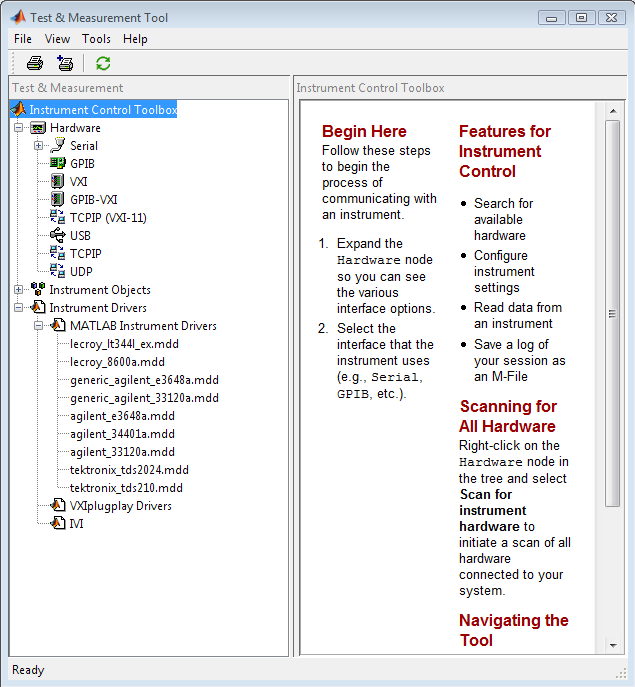 Test & Measurement Tool
File View Tools Help
Test & Measurement
Instrument Control Toolbox
Hardware
Serial
GPIB
VXI
GPIB-VXI
TCPIP (VXI-11)
USB
TCPIP
UDP
Instrument Objects
Instrument Drivers
MATLAB Instrument Drivers
lecroy_lt344l_ex.mdd
lecroy_8600a.mdd
generic_agilent_e3648a.mdd
generic_agilent_33120a.mdd
agilent_e3648a.mdd
agilent_34401a.mdd
agilent_33120a.mdd
tektronix_tds2024.mdd
tektronix_tds210.mdd
VXIplugplay Drivers
IVI
Instrument Control Toolbox
Begin Here
Follow these steps
to begin the
process of
communicating with
an instrument.
1. Expand the
Hardware node
so you can see
the various
interface options.
2. Select the
interface that the
instrument uses
(e.g., Serial,
GPIB, etc.).
Features for
Instrument
Control
• Search for
available
hardware
• Configure
instrument
settings
• Read data from
an instrument
• Save a log of
your session as
an M-File
Scanning for
All Hardware
Right-click on the
Hardware node in
the tree and select
Scan for
instrument
hardware to
initiate a scan of all
hardware
connected to your
system.
Navigating the
Tool
Ready